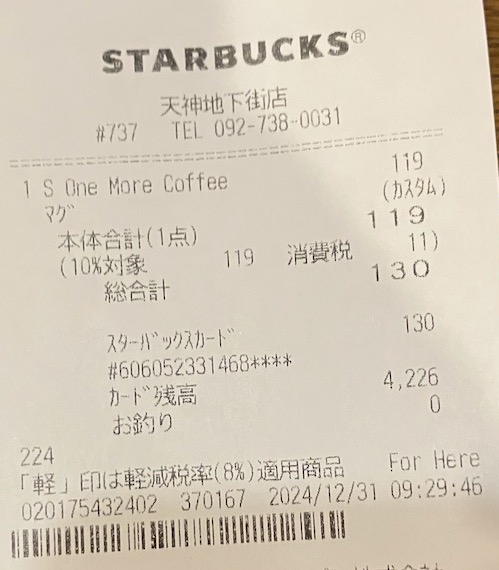 STARBUCKS®
天神地下街店
#737 TEL 092-738-0031
1 S One More Coffee 119
ﾏｸﾞ (ｶｽﾀﾑ)
本体合計(1点) 119
(10%対象 119 消費税 11)
総合計 130
ｽﾀｰﾊﾞｯｸｽｶｰﾄﾞ 130
#606052331468****
ｶｰﾄﾞ残高 4,226
お釣り 0
224
「軽」印は軽減税率(8%)適用商品 For Here
020175432402 370167 2024/12/31 09:29:46